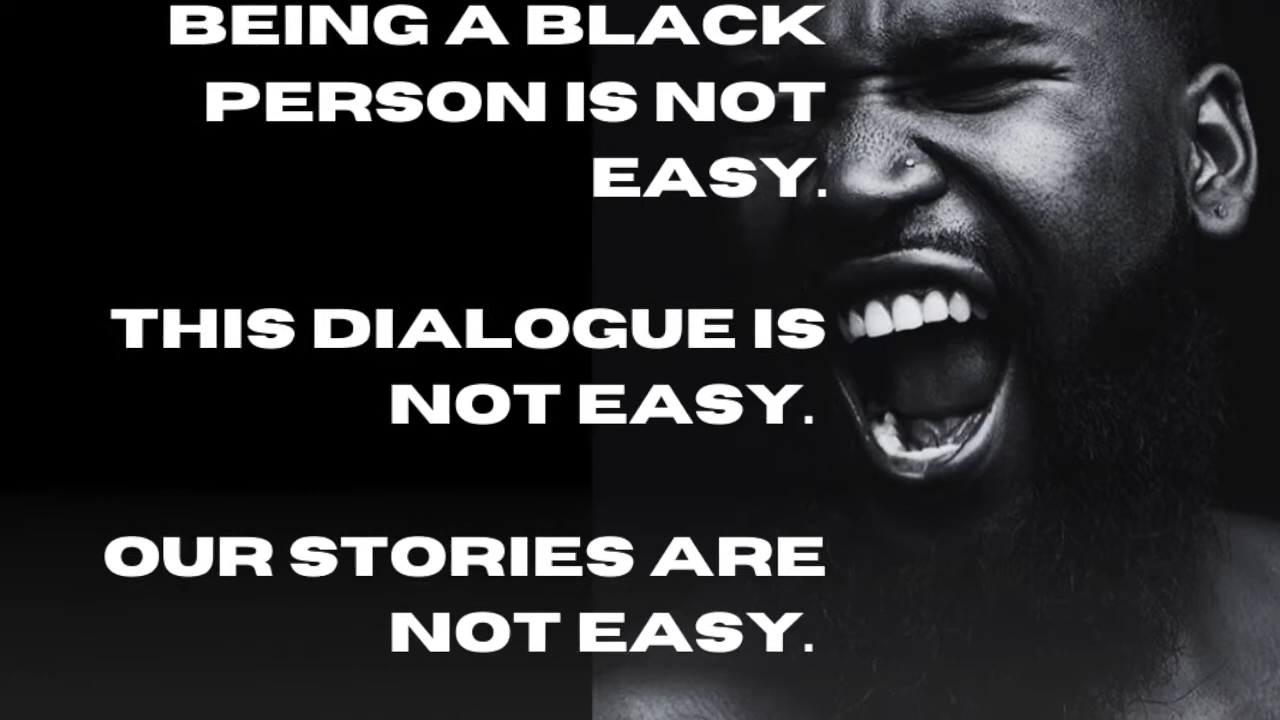 BEING A BLACK
PERSON IS NOT
EASY.
THIS DIALOGUE IS
NOT EASY.
OUR STORIES ARE
NOT EASY.